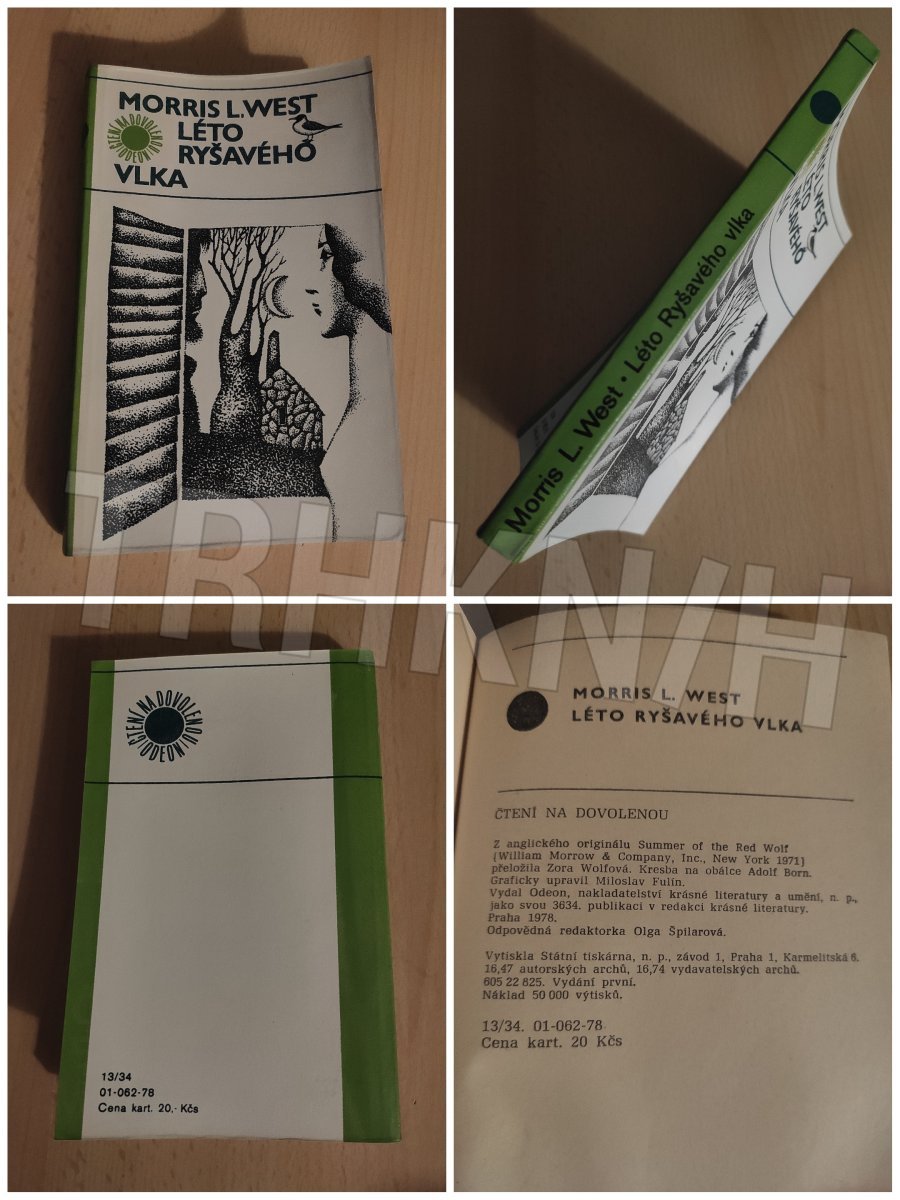 MORRIS L. WEST
LÉTO
RYŠAVÉHO
VLKA
ČTENÍ NA DOVOLENOU
ODEON
Morris L. West • Léto Ryšavého vlka
MORRIS L. WEST
LÉTO
RYŠAVÉHO
ČTENÍ NA DOVOLENOU
ODEON
13/34
01-062-78
Cena kart. 20,- Kčs
MORRIS L. WEST
LÉTO RYŠAVÉHO VLKA
ČTENÍ NA DOVOLENOU
Z anglického originálu Summer of the Red Wolf
(William Morrow & Company, Inc., New York 1971)
přeložila Zora Wolfová. Kresba na obálce Adolf Born.
Graficky upravil Miloslav Fulín.
Vydal Odeon, nakladatelství krásné literatury a umění, n. p.,
jako svou 3634. publikaci v redakci krásné literatury.
Praha 1978.
Odpovědná redaktorka Olga Špilarová.
Vytiskla Státní tiskárna, n. p., závod 1, Praha 1, Karmelitská 6.
16,47 autorských archů, 16,74 vydavatelských archů.
605 22 825. Vydání první.
Náklad 50 000 výtisků.
13/34. 01-062-78
Cena kart. 20 Kčs
TRHKN/H